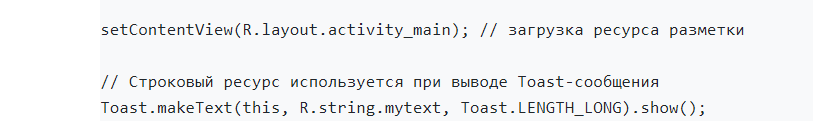 setContentView(R.layout.activity_main); // загрузка ресурса разметки
// Строковый ресурс используется при выводе Toast-сообщения
Toast.makeText(this, R.string.mytext, Toast.LENGTH_LONG).show();